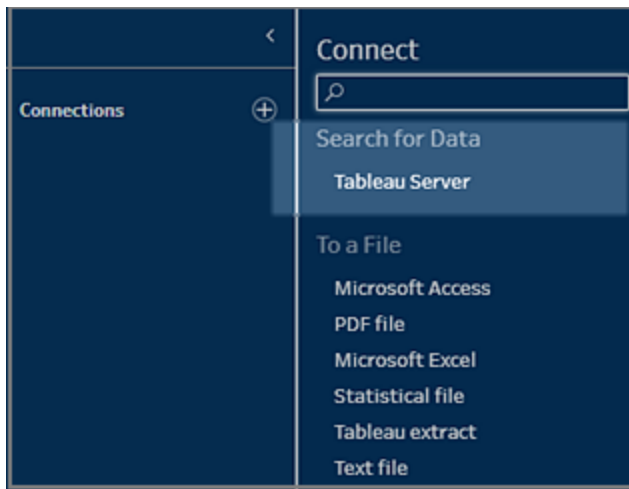 Connections
Connect
Search for Data
Tableau Server
To a File
Microsoft Access
PDF file
Microsoft Excel
Statistical file
Tableau extract
Text file